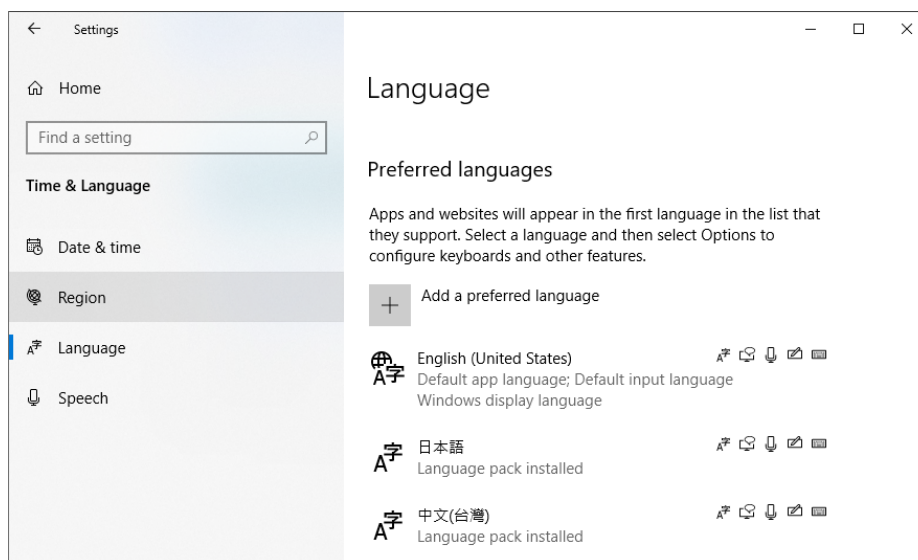 Settings
Home
Find a setting
Time & Language
Date & time
Region
Language
Speech
Language
Preferred languages
Apps and websites will appear in the first language in the list that
they support. Select a language and then select Options to
configure keyboards and other features.
Add a preferred language
English (United States)
Default app language; Default input language
Windows display language
日本語
Language pack installed
中文(台灣)
Language pack installed